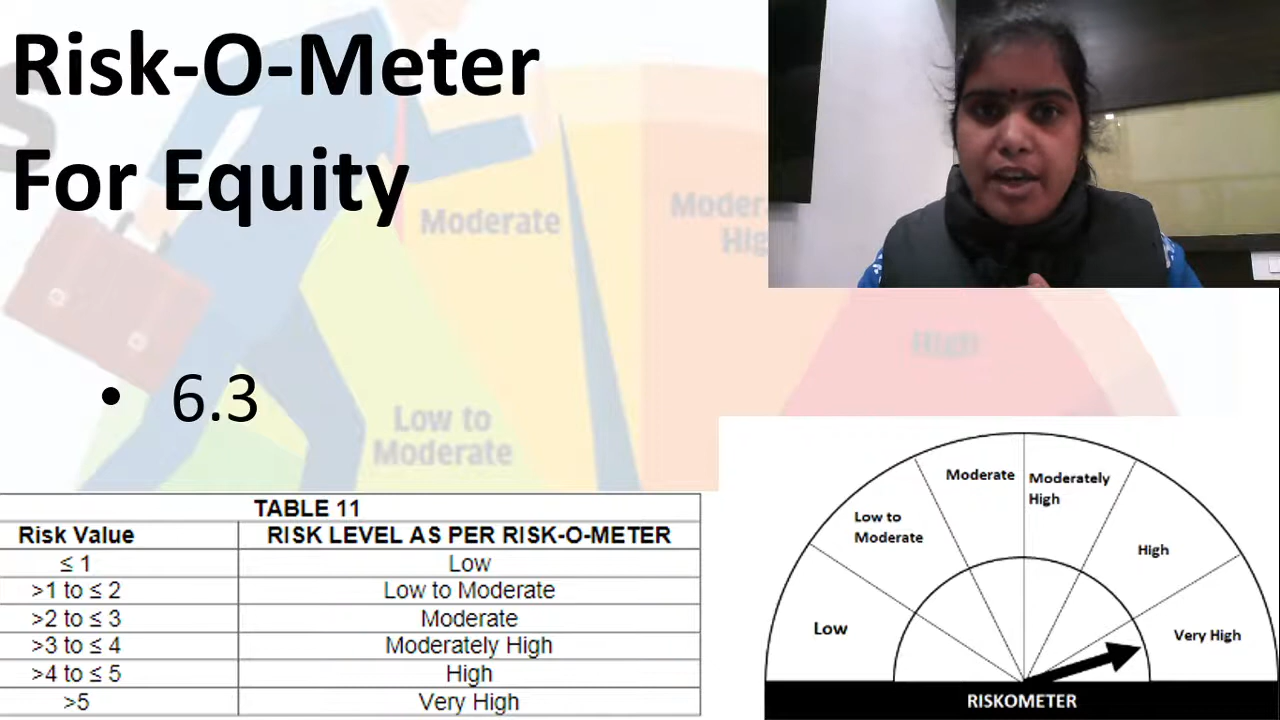 Risk-O-Meter
For Equity
Moderate
High
Low to
Moderate
• 6.3
TABLE 11
Risk Value RISK LEVEL AS PER RISK-O-METER
≤ 1 Low
>1 to ≤ 2 Low to Moderate
>2 to ≤ 3 Moderate
>3 to ≤ 4 Moderately High
>4 to ≤ 5 High
>5 Very High
Moderate
Moderately
High
Low to
Moderate
High
Low
Very High
RISKOMETER